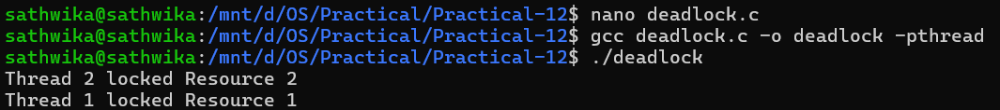 sathwika@sathwika:/mnt/d/OS/Practical/Practical-12$ nano deadlock.c
sathwika@sathwika:/mnt/d/OS/Practical/Practical-12$ gcc deadlock.c -o deadlock -pthread
sathwika@sathwika:/mnt/d/OS/Practical/Practical-12$ ./deadlock
Thread 2 locked Resource 2
Thread 1 locked Resource 1